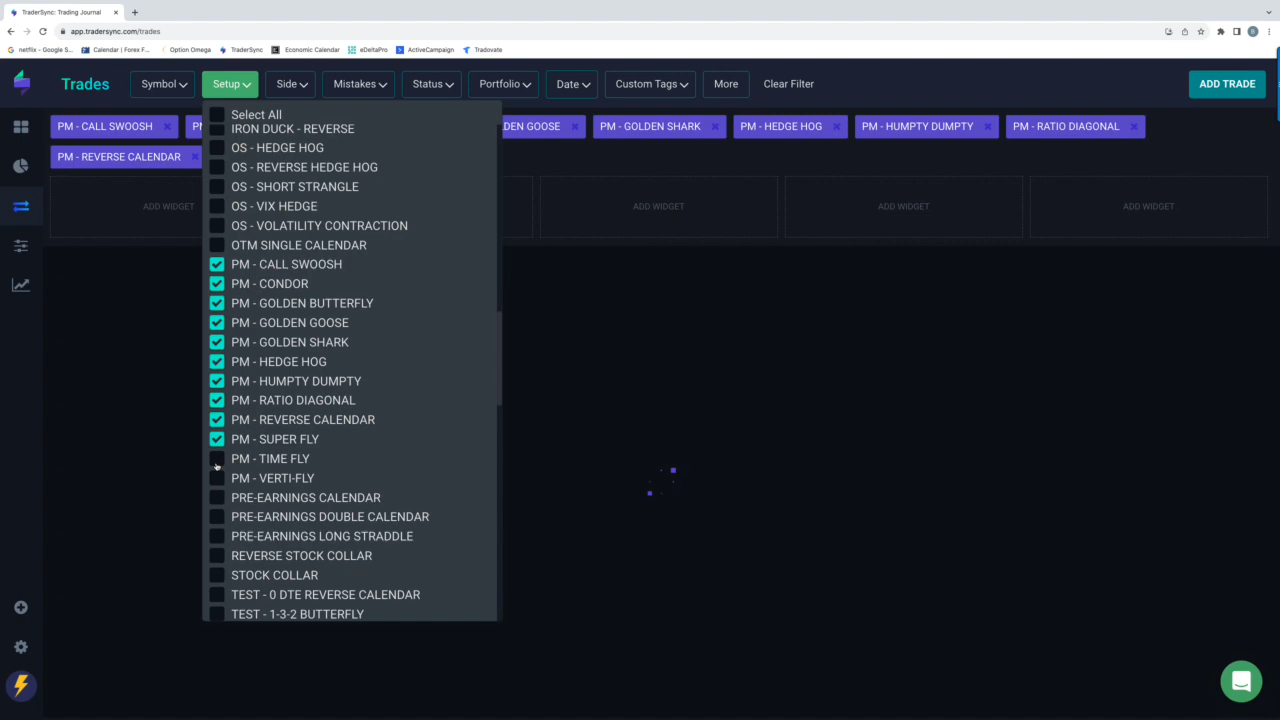 TraderSync: Trading Journal
app.tradersync.com/trades
netflix - Google S...
Calendar | Forex F...
Option Omega
TraderSync
Economic Calendar
eDeltaPro
ActiveCampaign
Tradovate
Trades
Symbol
Setup
Side
Mistakes
Status
Portfolio
Date
Custom Tags
More
Clear Filter
ADD TRADE
PM - CALL SWOOSH
DEN GOOSE
PM - GOLDEN SHARK
PM - HEDGE HOG
PM - HUMPTY DUMPTY
PM - RATIO DIAGONAL
PM - REVERSE CALENDAR
ADD WIDGET
ADD WIDGET
ADD WIDGET
ADD WIDGET
Select All
IRON DUCK - REVERSE
OS - HEDGE HOG
OS - REVERSE HEDGE HOG
OS - SHORT STRANGLE
OS - VIX HEDGE
OS - VOLATILITY CONTRACTION
OTM SINGLE CALENDAR
PM - CALL SWOOSH
PM - CONDOR
PM - GOLDEN BUTTERFLY
PM - GOLDEN GOOSE
PM - GOLDEN SHARK
PM - HEDGE HOG
PM - HUMPTY DUMPTY
PM - RATIO DIAGONAL
PM - REVERSE CALENDAR
PM - SUPER FLY
PM - TIME FLY
PM - VERTI-FLY
PRE-EARNINGS CALENDAR
PRE-EARNINGS DOUBLE CALENDAR
PRE-EARNINGS LONG STRADDLE
REVERSE STOCK COLLAR
STOCK COLLAR
TEST - 0 DTE REVERSE CALENDAR
TEST - 1-3-2 BUTTERFLY